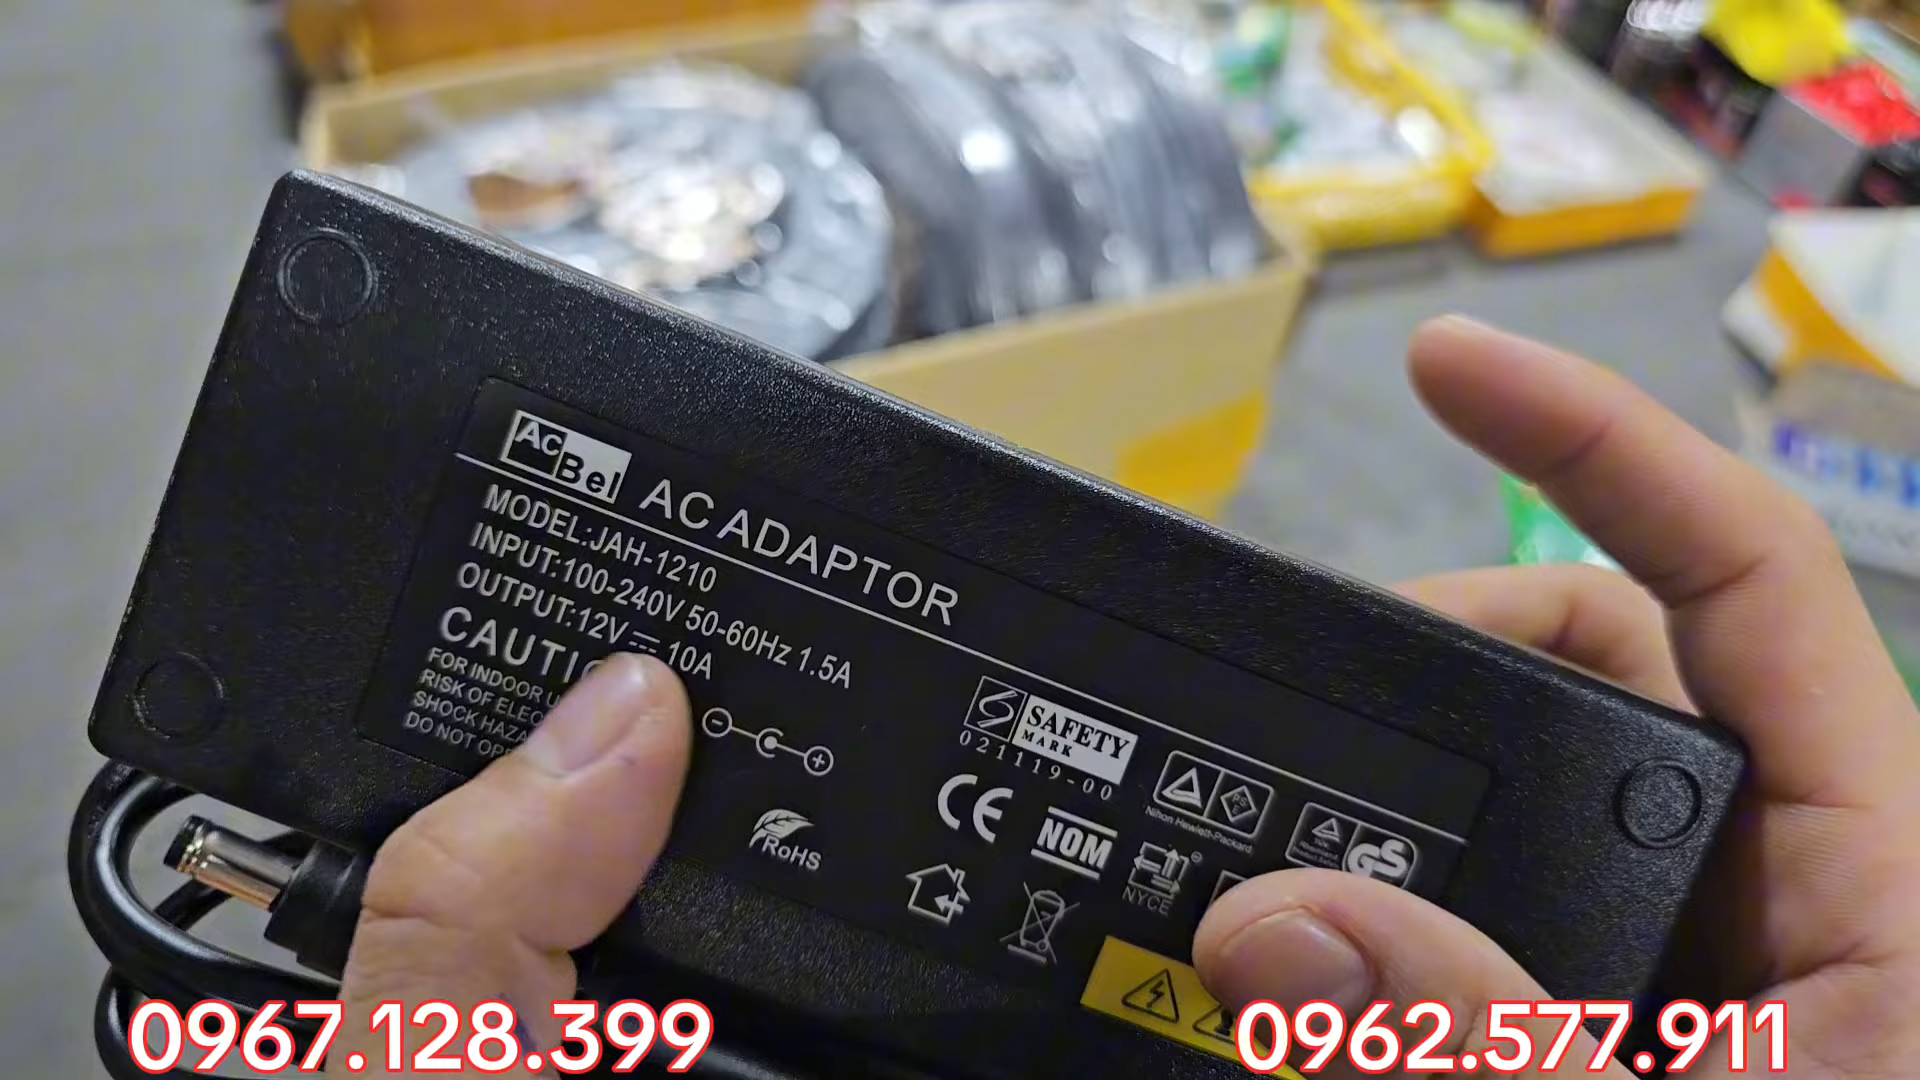 AcBel AC ADAPTOR
MODEL:JAH-1210
INPUT:100-240V 50-60Hz 1.5A
OUTPUT:12V 10A
CAUTI
FOR INDOOR U
RISK OF ELEC
SHOCK HAZA
DO NOT OP
SAFETY
MARK
021119-00
Nihon Hewlett-Packard
CE
NOM
GS
RoHS
NYCE
0967.128.399
0962.577.911